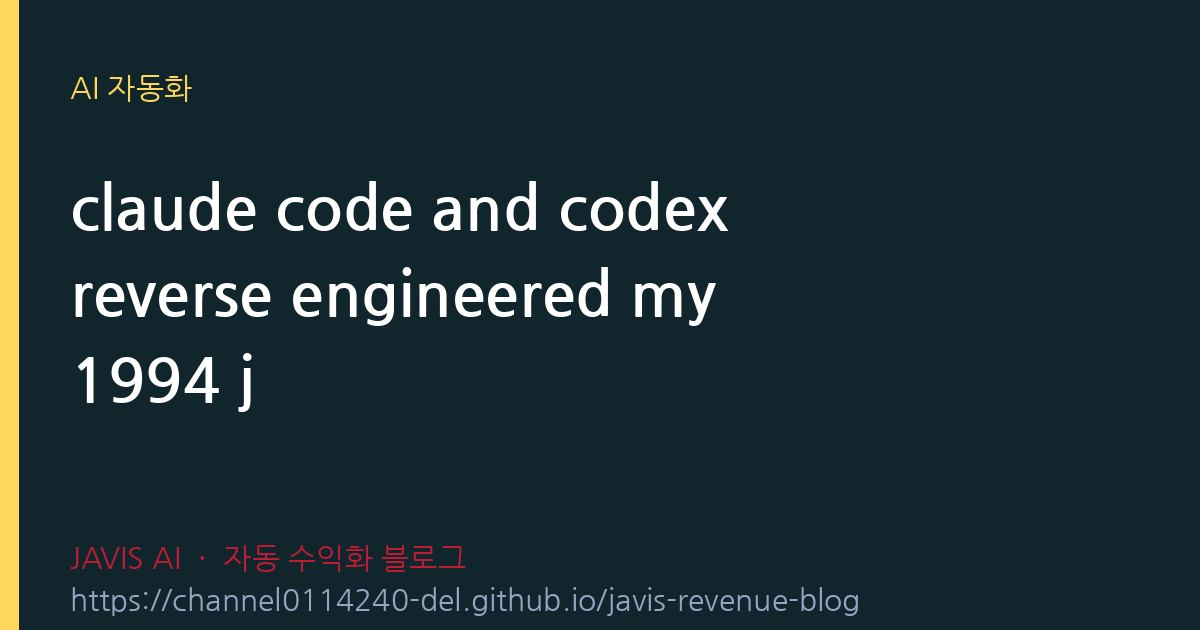 AI 자동화
claude code and codex
reverse engineered my
1994 j
JAVIS AI · 자동 수익화 블로그
https://channel0114240-del.github.io/javis-revenue-blog